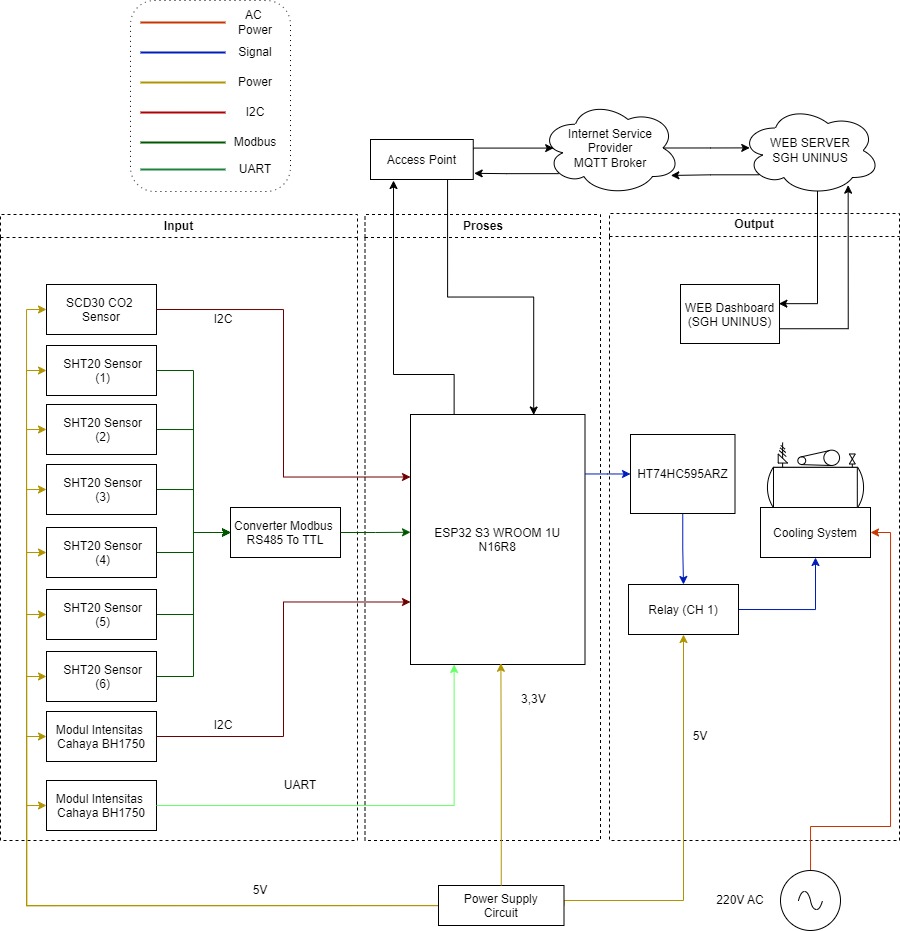 AC
Power
Signal
Power
I2C
Modbus
UART
Internet Service
Provider
MQTT Broker
WEB SERVER
SGH UNINUS
Access Point
Input
Proses
Output
SCD30 CO2
Sensor
I2C
WEB Dashboard
(SGH UNINUS)
SHT20 Sensor
(1)
SHT20 Sensor
(2)
SHT20 Sensor
(3)
SHT20 Sensor
(4)
SHT20 Sensor
(5)
SHT20 Sensor
(6)
Converter Modbus
RS485 To TTL
ESP32 S3 WROOM 1U
N16R8
HT74HC595ARZ
Cooling System
Relay (CH 1)
Modul Intensitas
Cahaya BH1750
I2C
3,3V
5V
Modul Intensitas
Cahaya BH1750
UART
5V
Power Supply
Circuit
220V AC